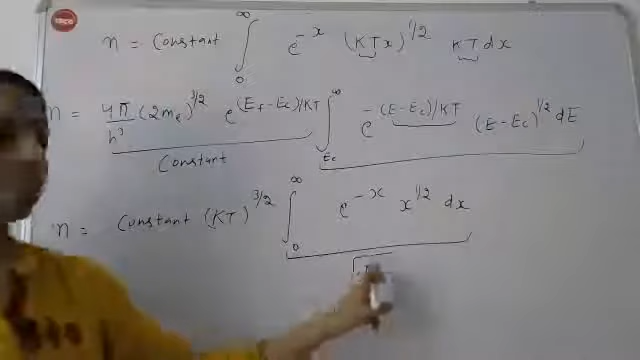 n = Constant ∫₀^∞ e^{-x} (KTx)^{1/2} KT dx
n = 4π/h³ (2mₑ)^{3/2} e^{(E_f-E_c)/KT} ∫_{E_c}^∞ e^{-(E-E_c)/KT} (E-E_c)^{1/2} dE
Constant
n = Constant (KT)^{3/2} ∫₀^∞ e^{-x} x^{1/2} dx